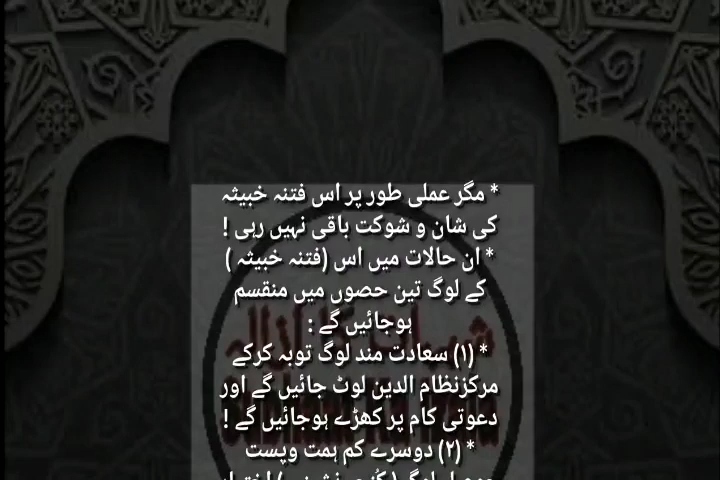 * مگر عملی طور پر اس فتنہ خبیثہ
کی شان و شوکت باقی نہیں رہی !
* ان حالات میں اس (فتنہ خبیثہ )
کے لوگ تین حصوں میں منقسم
ہوجائیں گے :
* (۱) سعادت مند لوگ توبہ کرکے
مرکزنظام الدین لوٹ جائیں گے اور
دعوتی کام پر کھڑے ہوجائیں گے !
* (۲) دوسرے کم ہمت وپست